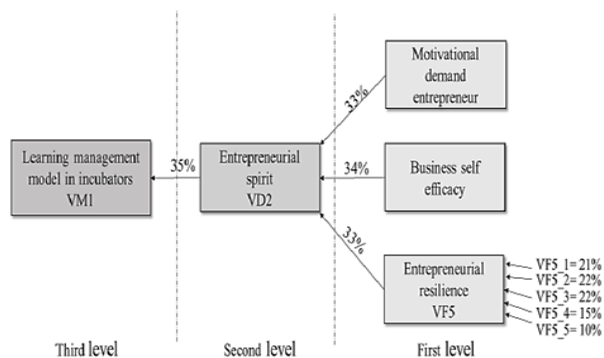 Motivational
demand
entrepreneur
33%
Learning management
model in incubators
VM1
35%
Entrepreneurial
spirit
VD2
34%
Business self
efficacy
33%
Entrepreneurial
resilience
VF5
VF5_1= 21%
VF5_2= 22%
VF5_3= 22%
VF5_4= 15%
VF5_5= 10%
Third level
Second level
First level